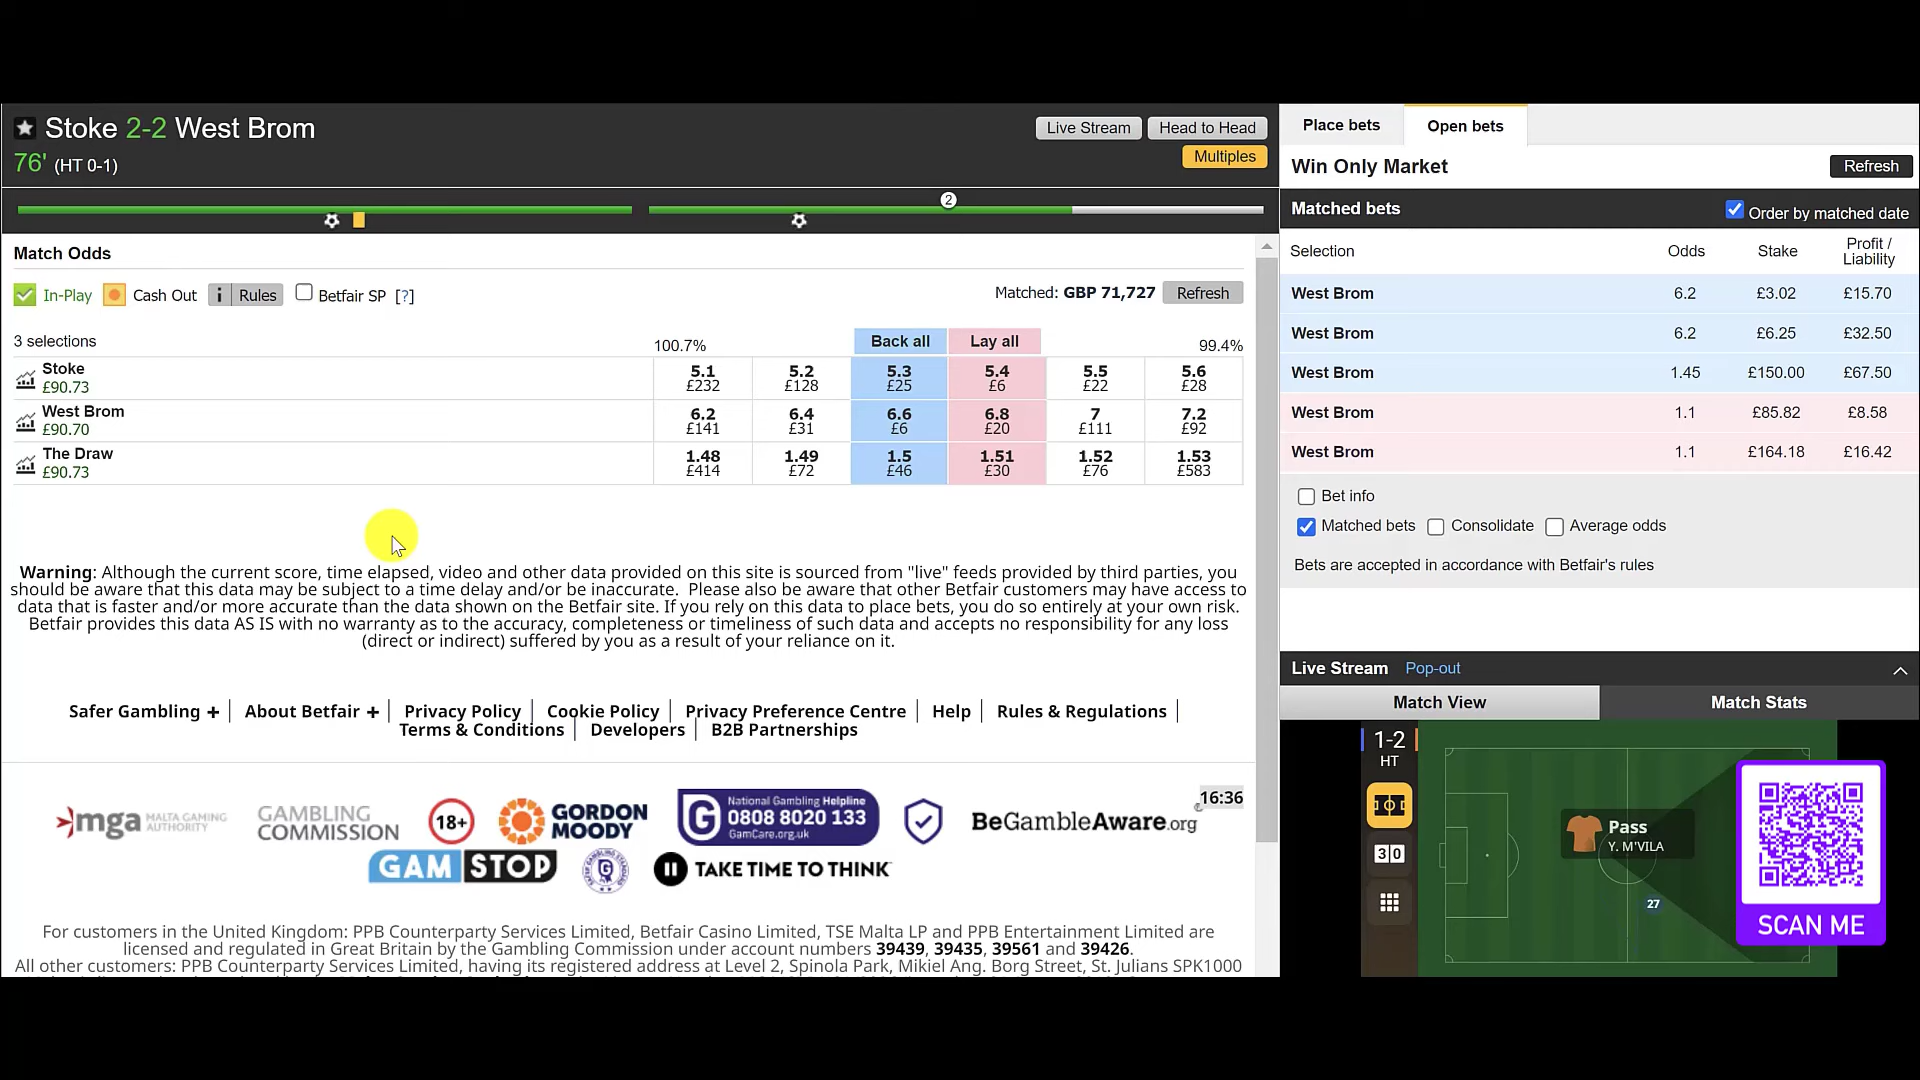 Stoke 2-2 West Brom
76' (HT 0-1)
Live Stream
Head to Head
Multiples
2
Match Odds
In-Play
Cash Out
i Rules
Betfair SP [?]
Matched: GBP 71,727
Refresh
3 selections
100.7%
Back all
Lay all
99.4%
Stoke
£90.73
5.1 5.2 5.3 5.4 5.5 5.6
£232 £128 £25 £6 £22 £28
West Brom
£90.70
6.2 6.4 6.6 6.8 7 7.2
£141 £31 £6 £20 £111 £92
The Draw
£90.73
1.48 1.49 1.5 1.51 1.52 1.53
£414 £72 £46 £30 £76 £583
Warning: Although the current score, time elapsed, video and other data provided on this site is sourced from "live" feeds provided by third parties, you
should be aware that this data may be subject to a time delay and/or be inaccurate. Please also be aware that other Betfair customers may have access to
data that is faster and/or more accurate than the data shown on the Betfair site. If you rely on this data to place bets, you do so entirely at your own risk.
Betfair provides this data AS IS with no warranty as to the accuracy, completeness or timeliness of such data and accepts no responsibility for any loss
(direct or indirect) suffered by you as a result of your reliance on it.
Safer Gambling + | About Betfair + | Privacy Policy | Cookie Policy | Privacy Preference Centre | Help | Rules & Regulations |
Terms & Conditions | Developers | B2B Partnerships
16:36
mga MALTA GAMING AUTHORITY
GAMBLING COMMISSION
18+
GORDON MOODY
National Gambling Helpline
0808 8020 133
GamCare.org.uk
BeGambleAware.org
GAMSTOP
TAKE TIME TO THINK
For customers in the United Kingdom: PPB Counterparty Services Limited, Betfair Casino Limited, TSE Malta LP and PPB Entertainment Limited are
licensed and regulated in Great Britain by the Gambling Commission under account numbers 39439, 39435, 39561 and 39426.
All other customers: PPB Counterparty Services Limited, having its registered address at Level 2, Spinola Park, Mikiel Ang. Borg Street, St. Julians SPK1000
Place bets
Open bets
Win Only Market
Refresh
Matched bets
Order by matched date
Selection Odds Stake Profit / Liability
West Brom 6.2 £3.02 £15.70
West Brom 6.2 £6.25 £32.50
West Brom 1.45 £150.00 £67.50
West Brom 1.1 £85.82 £8.58
West Brom 1.1 £164.18 £16.42
Bet info
Matched bets
Consolidate
Average odds
Bets are accepted in accordance with Betfair's rules
Live Stream
Pop-out
Match View
Match Stats
1-2
HT
30
Pass
Y. M'VILA
27
SCAN ME